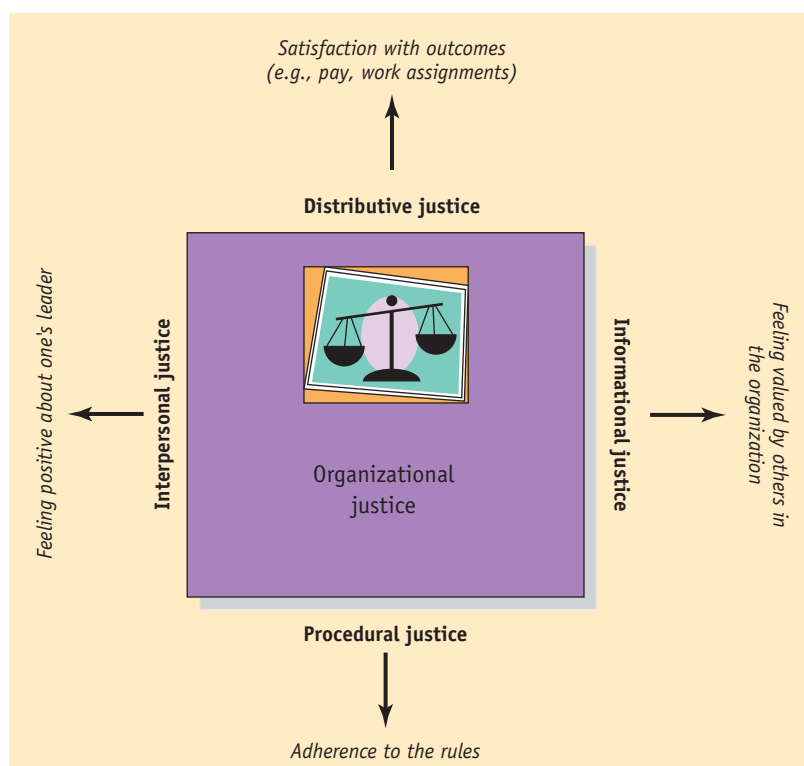 Satisfaction with outcomes
(e.g., pay, work assignments)
Distributive justice
Feeling positive about one's leader
Interpersonal justice
Organizational
justice
Informational justice
Feeling valued by others in
the organization
Procedural justice
Adherence to the rules